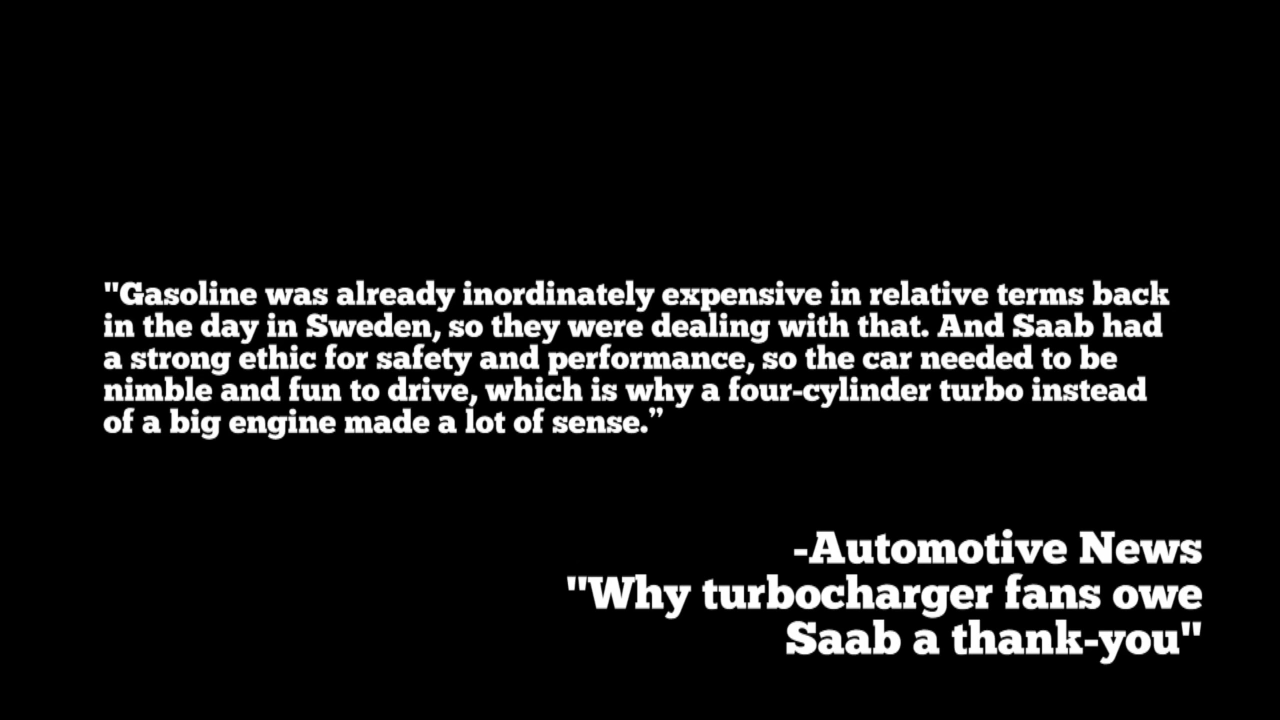 "Gasoline was already inordinately expensive in relative terms back
in the day in Sweden, so they were dealing with that. And Saab had
a strong ethic for safety and performance, so the car needed to be
nimble and fun to drive, which is why a four-cylinder turbo instead
of a big engine made a lot of sense.”
-Automotive News
"Why turbocharger fans owe
Saab a thank-you"